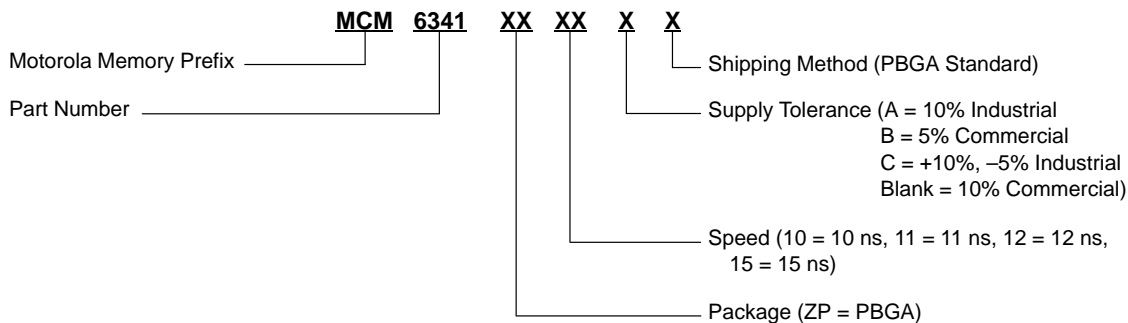 MCM 6341 XX XX X X
Motorola Memory Prefix
Part Number
Shipping Method (PBGA Standard)
Supply Tolerance (A = 10% Industrial
B = 5% Commercial
C = +10%, –5% Industrial
Blank = 10% Commercial)
Speed (10 = 10 ns, 11 = 11 ns, 12 = 12 ns,
15 = 15 ns)
Package (ZP = PBGA)